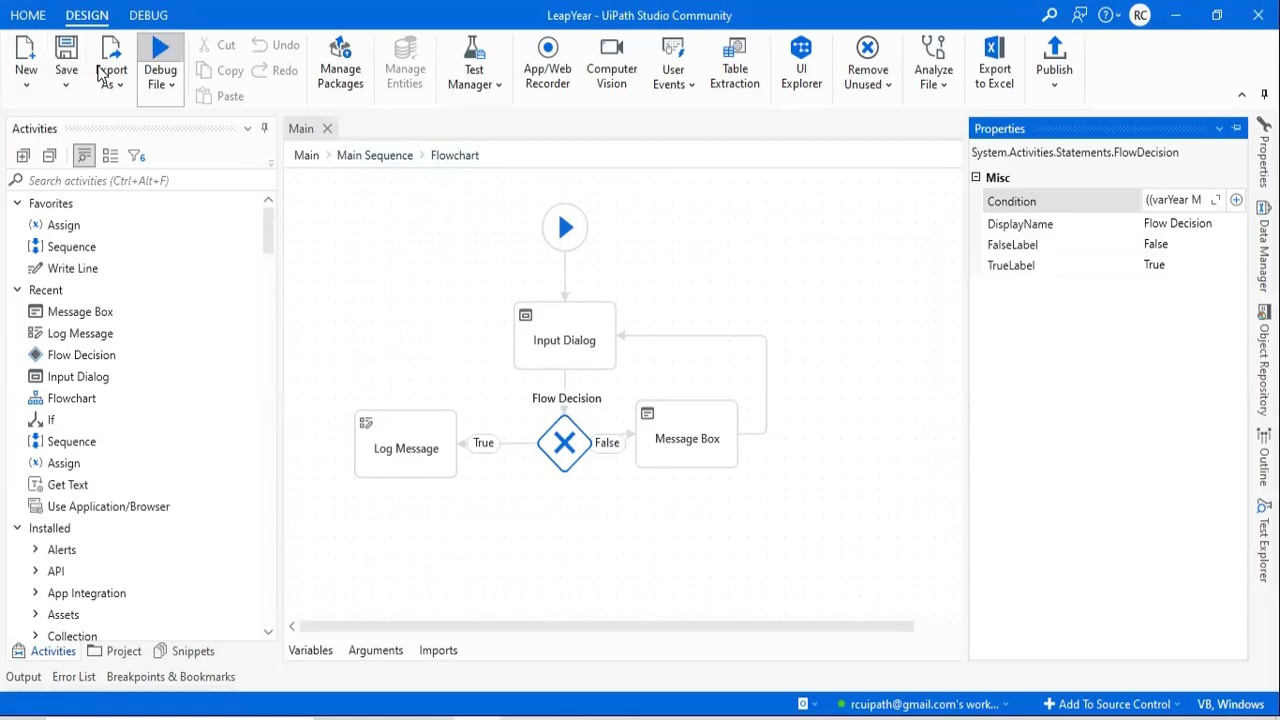 HOME DESIGN DEBUG LeapYear - UiPath Studio Community RC
New Save Export As Debug File Cut Copy Paste Undo Redo Manage Packages Manage Entities Test Manager App/Web Recorder Computer Vision User Events Table Extraction UI Explorer Remove Unused Analyze File Export to Excel Publish
Activities
Search activities (Ctrl+Alt+F)
Favorites
Assign
Sequence
Write Line
Recent
Message Box
Log Message
Flow Decision
Input Dialog
Flowchart
If
Sequence
Assign
Get Text
Use Application/Browser
Installed
Alerts
API
App Integration
Assets
Collection
Activities Project Snippets
Main
Main Main Sequence Flowchart
Input Dialog
Flow Decision
Log Message
True
False
Message Box
Variables Arguments Imports
Properties
System.Activities.Statements.FlowDecision
Misc
Condition ((varYear M
DisplayName Flow Decision
FalseLabel False
TrueLabel True
Properties
Data Manager
Object Repository
Outline
Test Explorer
Output Error List Breakpoints & Bookmarks
rcuipath@gmail.com's work... Add To Source Control VB, Windows